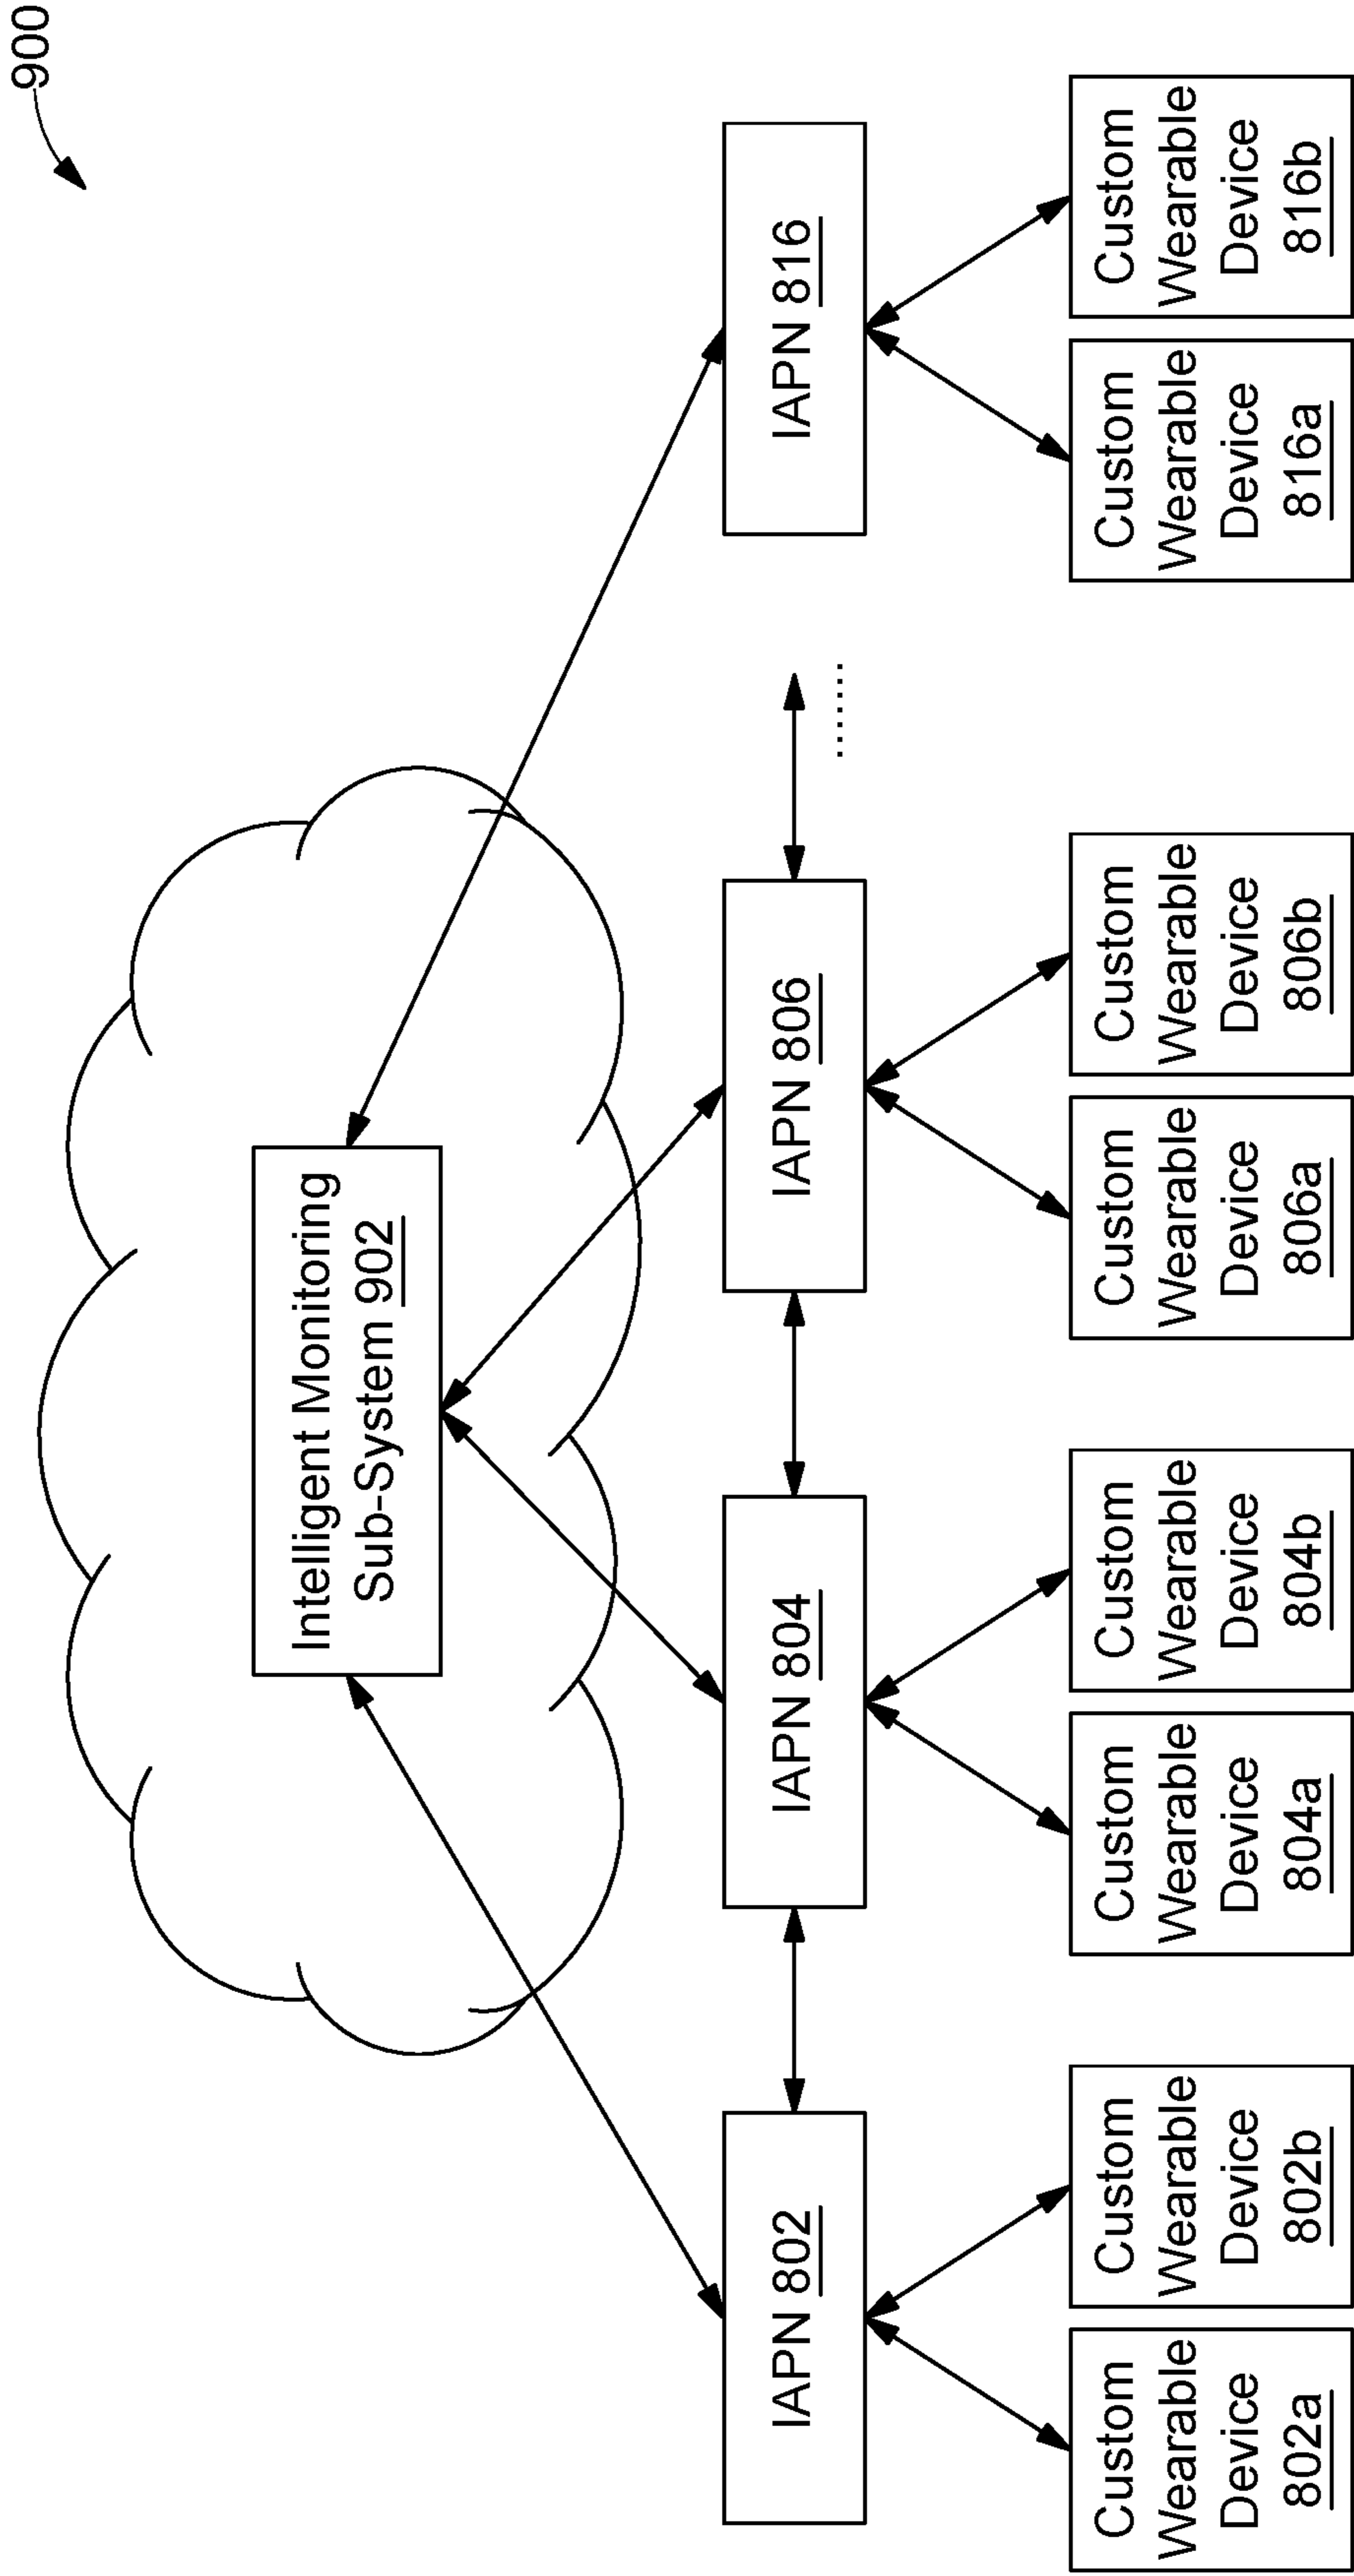 900
Intelligent Monitoring
Sub-System 902
IAPN 802
IAPN 804
IAPN 806
IAPN 816
.......
Custom
Wearable
Device
802a
Custom
Wearable
Device
802b
Custom
Wearable
Device
804a
Custom
Wearable
Device
804b
Custom
Wearable
Device
806a
Custom
Wearable
Device
806b
Custom
Wearable
Device
816a
Custom
Wearable
Device
816b